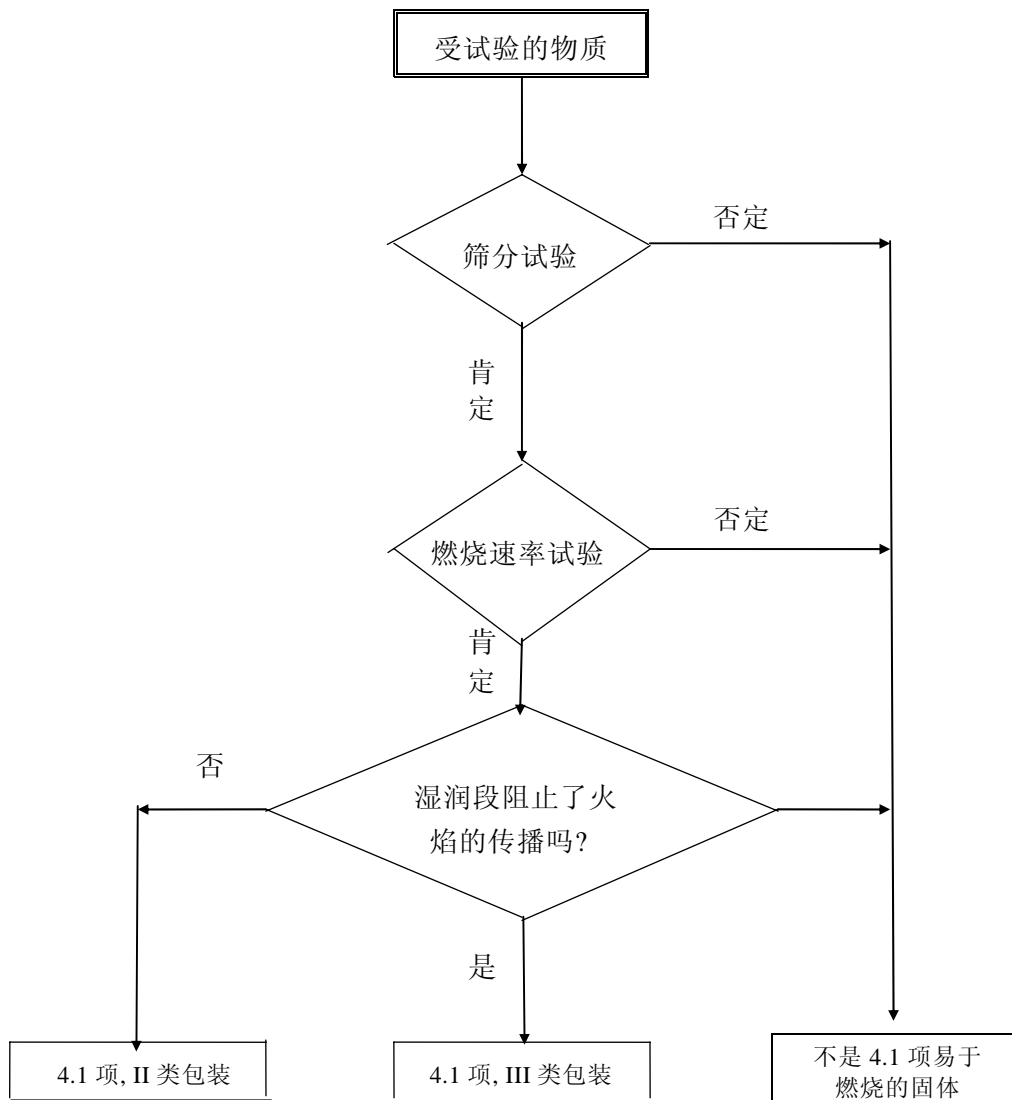 受试验的物质
否定
筛分试验
肯
定
否定
燃烧速率试验
肯
定
否
湿润段阻止了火
焰的传播吗?
是
4.1 项, II 类包装
4.1 项, III 类包装
不是 4.1 项易于
燃烧的固体